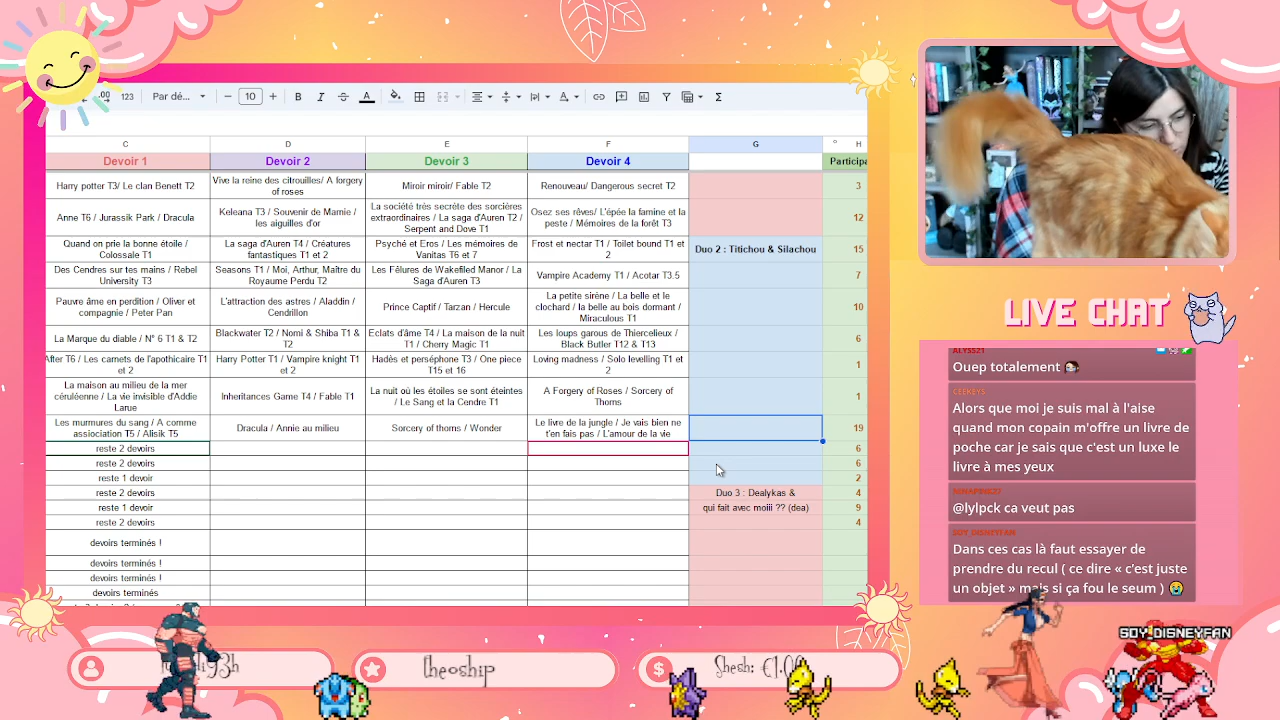 .00 123 Par dé... 10 B I A Σ
C D E F G H
Devoir 1 Devoir 2 Devoir 3 Devoir 4 Participa
Harry potter T3/ Le clan Benett T2
Vive la reine des citrouilles/ A forgery
of roses
Miroir miroir/ Fable T2
Renouveau/ Dangerous secret T2
3
Anne T6 / Jurassik Park / Dracula
Keleana T3 / Souvenir de Mamie /
les aiguilles d'or
La société très secrète des sorcières
extraordinaires / La saga d'Auren T2 /
Serpent and Dove T1
Osez ses rêves/ L'épée la famine et la
peste / Mémoires de la forêt T3
12
Quand on prie la bonne étoile /
Colossale T1
La saga d'Auren T4 / Créatures
fantastiques T1 et 2
Psyché et Eros / Les mémoires de
Vanitas T6 et 7
Frost et nectar T1 / Toilet bound T1 et
2
Duo 2 : Titichou & Silachou
15
Des Cendres sur tes mains / Rebel
University T3
Seasons T1 / Moi, Arthur, Maître du
Royaume Perdu T2
Les Fêlures de Wakefiled Manor / La
Saga d'Auren T3
Vampire Academy T1 / Acotar T3.5
7
Pauvre âme en perdition / Oliver et
compagnie / Peter Pan
L'attraction des astres / Aladdin /
Cendrillon
Prince Captif / Tarzan / Hercule
La petite sirène / La belle et le
clochard / la belle au bois dormant /
Miraculous T1
10
La Marque du diable / N° 6 T1 & T2
Blackwater T2 / Nomi & Shiba T1 &
T2
Eclats d'âme T4 / La maison de la nuit
T1 / Cherry Magic T1
Les loups garous de Thiercelieux /
Black Butler T12 & T13
6
After T6 / Les carnets de l'apothicaire T1
et 2
Harry Potter T1 / Vampire knight T1
et 2
Hadès et perséphone T3 / One piece
T15 et 16
Loving madness / Solo levelling T1 et
2
1
La maison au milieu de la mer
céruléenne / La vie invisible d'Addie
Larue
Inheritances Game T4 / Fable T1
La nuit où les étoiles se sont éteintes
/ Le Sang et la Cendre T1
A Forgery of Roses / Sorcery of
Thorns
1
Les murmures du sang / A comme
assiociation T5 / Alisik T5
Dracula / Annie au milieu
Sorcery of thorns / Wonder
Le livre de la jungle / Je vais bien ne
t'en fais pas / L'amour de la vie
19
reste 2 devoirs 6
reste 2 devoirs 6
reste 1 devoir 2
reste 2 devoirs Duo 3 : Dealykas & 4
reste 1 devoir qui fait avec moiii ?? (dea) 9
reste 2 devoirs 4
devoirs terminés !
devoirs terminés !
devoirs terminés !
devoirs terminés
LIVE CHAT
ALYSS21
Ouep totalement
CEEKEYS
Alors que moi je suis mal à l'aise
quand mon copain m'offre un livre de
poche car je sais que c'est un luxe le
livre à mes yeux
@lylpck ca veut pas
SOY_DISNEYFAN
Dans ces cas là faut essayer de
prendre du recul ( ce dire « c'est juste
un objet » mais si ça fou le seum )
SOY_DISNEYFAN
theoship
Shesh: €1.00